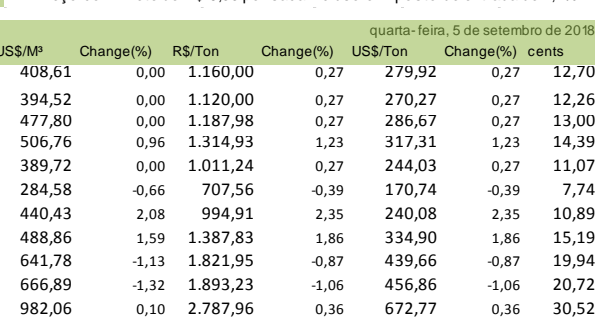 quarta- feira, 5 de setembro de 2018
US$/M³ Change(%) R$/Ton Change(%) US$/Ton Change(%) cents
408,61 0,00 1.160,00 0,27 279,92 0,27 12,70
394,52 0,00 1.120,00 0,27 270,27 0,27 12,26
477,80 0,00 1.187,98 0,27 286,67 0,27 13,00
506,76 0,96 1.314,93 1,23 317,31 1,23 14,39
389,72 0,00 1.011,24 0,27 244,03 0,27 11,07
284,58 -0,66 707,56 -0,39 170,74 -0,39 7,74
440,43 2,08 994,91 2,35 240,08 2,35 10,89
488,86 1,59 1.387,83 1,86 334,90 1,86 15,19
641,78 -1,13 1.821,95 -0,87 439,66 -0,87 19,94
666,89 -1,32 1.893,23 -1,06 456,86 -1,06 20,72
982,06 0,10 2.787,96 0,36 672,77 0,36 30,52